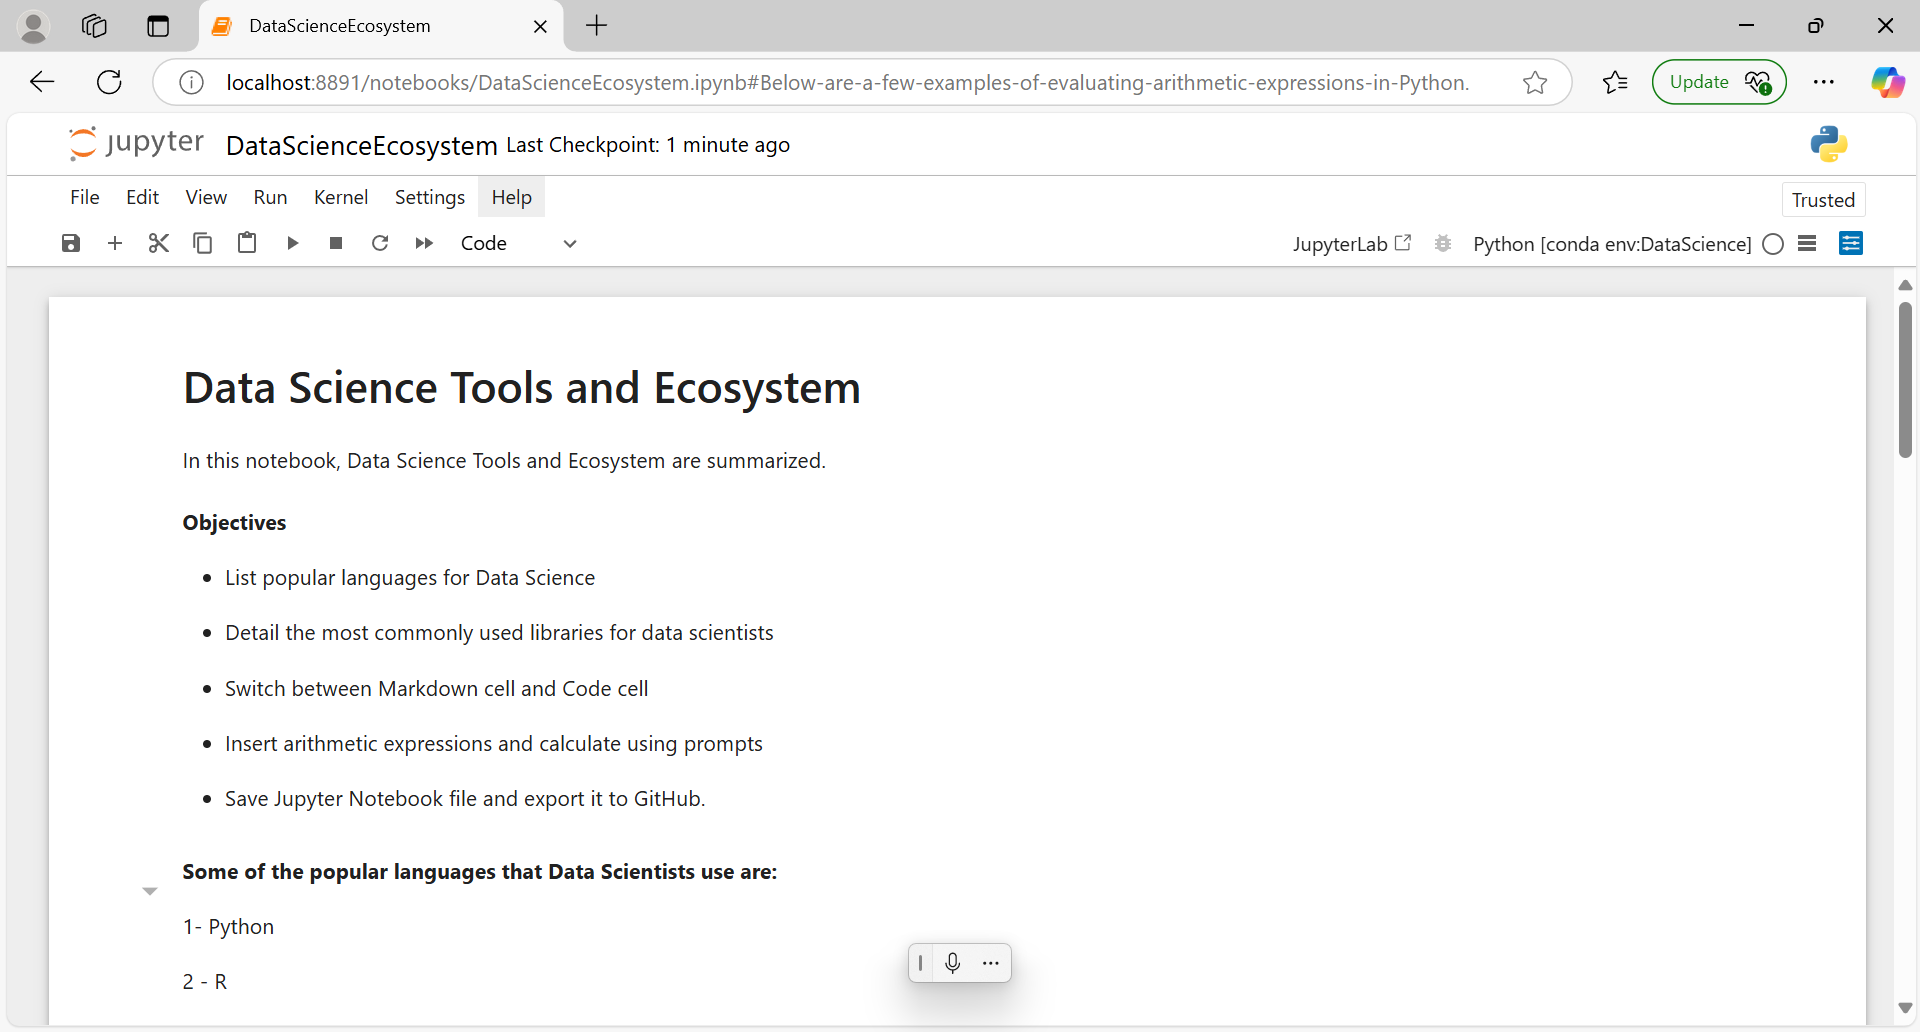 DataScienceEcosystem
localhost:8891/notebooks/DataScienceEcosystem.ipynb#Below-are-a-few-examples-of-evaluating-arithmetic-expressions-in-Python.
Update
jupyter DataScienceEcosystem Last Checkpoint: 1 minute ago
File Edit View Run Kernel Settings Help
Trusted
Code JupyterLab Python [conda env:DataScience]
Data Science Tools and Ecosystem
In this notebook, Data Science Tools and Ecosystem are summarized.
Objectives
• List popular languages for Data Science
• Detail the most commonly used libraries for data scientists
• Switch between Markdown cell and Code cell
• Insert arithmetic expressions and calculate using prompts
• Save Jupyter Notebook file and export it to GitHub.
Some of the popular languages that Data Scientists use are:
1- Python
2 - R